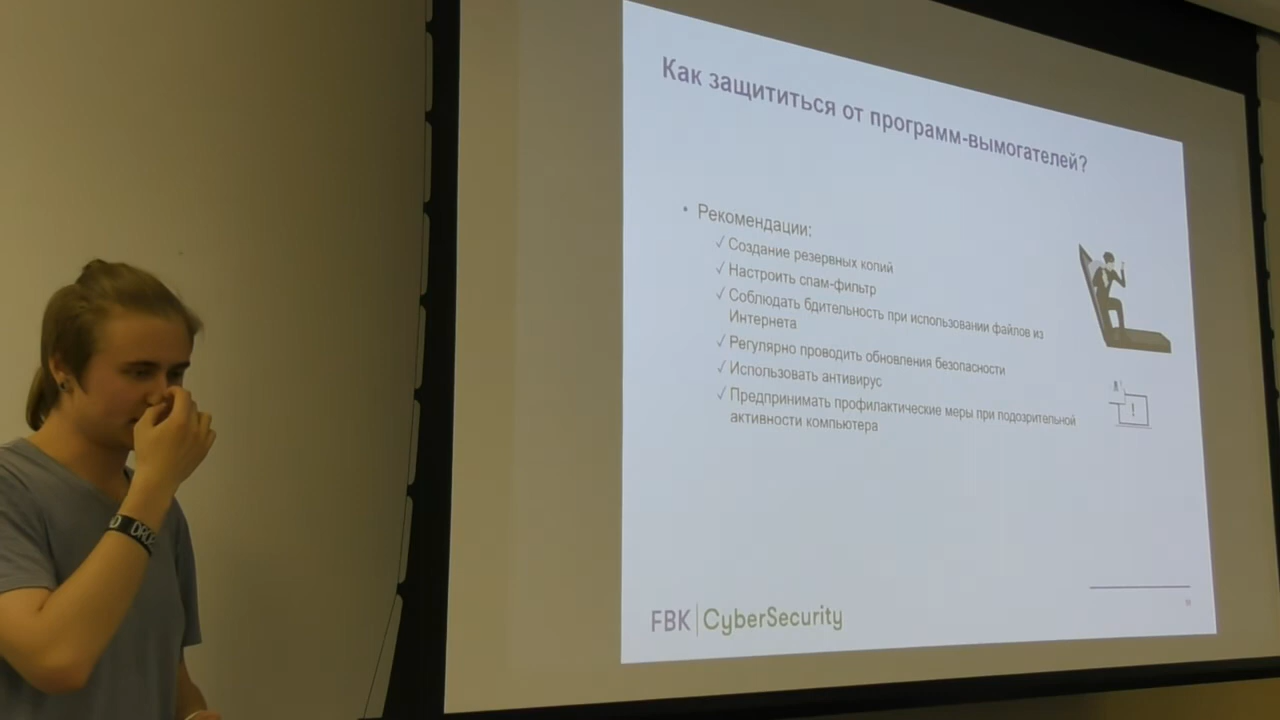 Как защититься от программ-вымогателей?
• Рекомендации:
✓ Создание резервных копий
✓ Настроить спам-фильтр
✓ Соблюдать бдительность при использовании файлов из
Интернета
✓ Регулярно проводить обновления безопасности
✓ Использовать антивирус
✓ Предпринимать профилактические меры при подозрительной
активности компьютера
!
FBK CyberSecurity